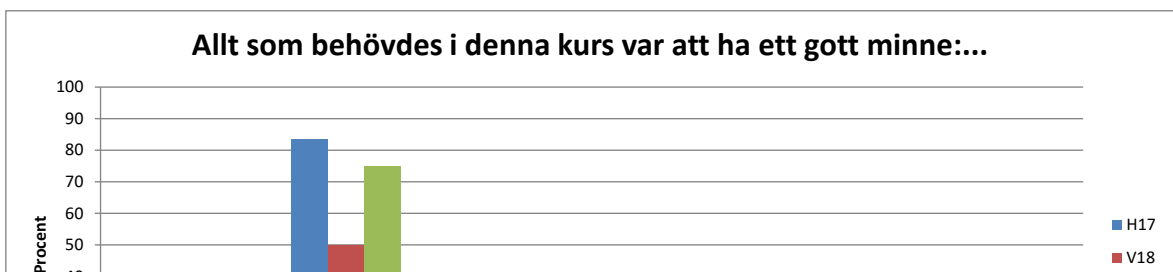 Allt som behövdes i denna kurs var att ha ett gott minne:...
100
90
80
70
60
50
Procent
H17
V18